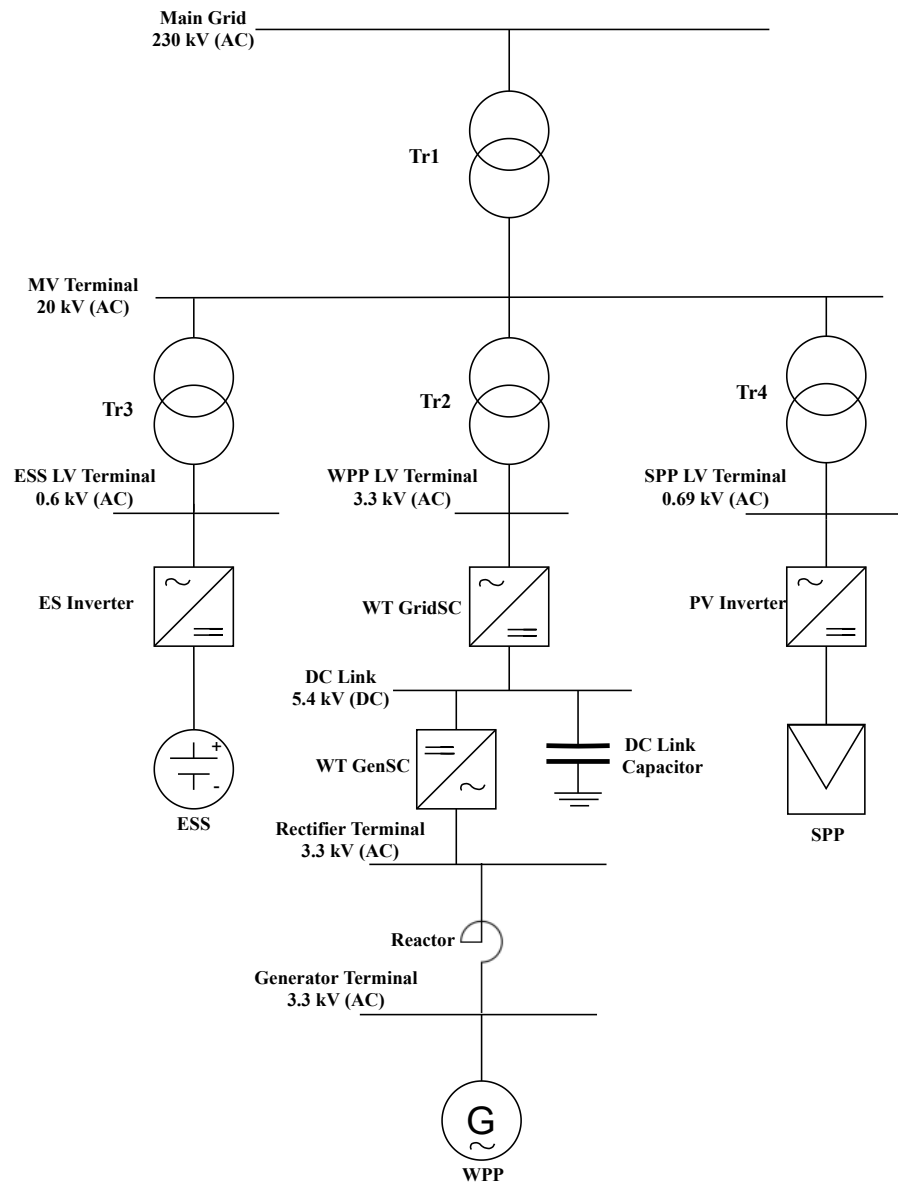 Main Grid
230 kV (AC)
Tr1
MV Terminal
20 kV (AC)
Tr3
Tr2
Tr4
ESS LV Terminal
0.6 kV (AC)
WPP LV Terminal
3.3 kV (AC)
SPP LV Terminal
0.69 kV (AC)
ES Inverter
WT GridSC
PV Inverter
DC Link
5.4 kV (DC)
WT GenSC
DC Link
Capacitor
+
-
ESS
SPP
Rectifier Terminal
3.3 kV (AC)
Reactor
Generator Terminal
3.3 kV (AC)
G
WPP